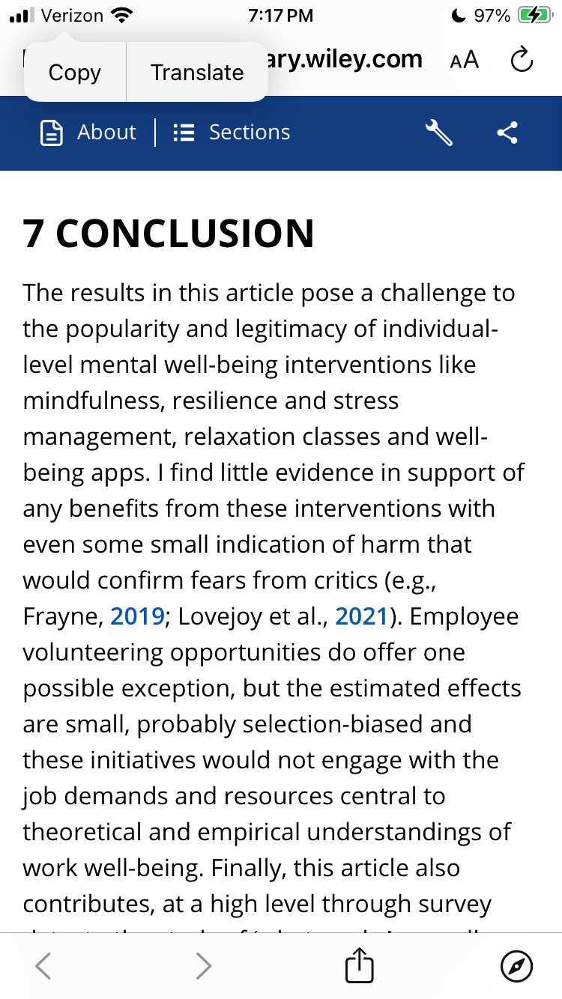 Verizon 7:17 PM 97%
Copy Translate ary.wiley.com AA
About Sections
7 CONCLUSION
The results in this article pose a challenge to
the popularity and legitimacy of individual-
level mental well-being interventions like
mindfulness, resilience and stress
management, relaxation classes and well-
being apps. I find little evidence in support of
any benefits from these interventions with
even some small indication of harm that
would confirm fears from critics (e.g.,
Frayne, 2019; Lovejoy et al., 2021). Employee
volunteering opportunities do offer one
possible exception, but the estimated effects
are small, probably selection-biased and
these initiatives would not engage with the
job demands and resources central to
theoretical and empirical understandings of
work well-being. Finally, this article also
contributes, at a high level through survey